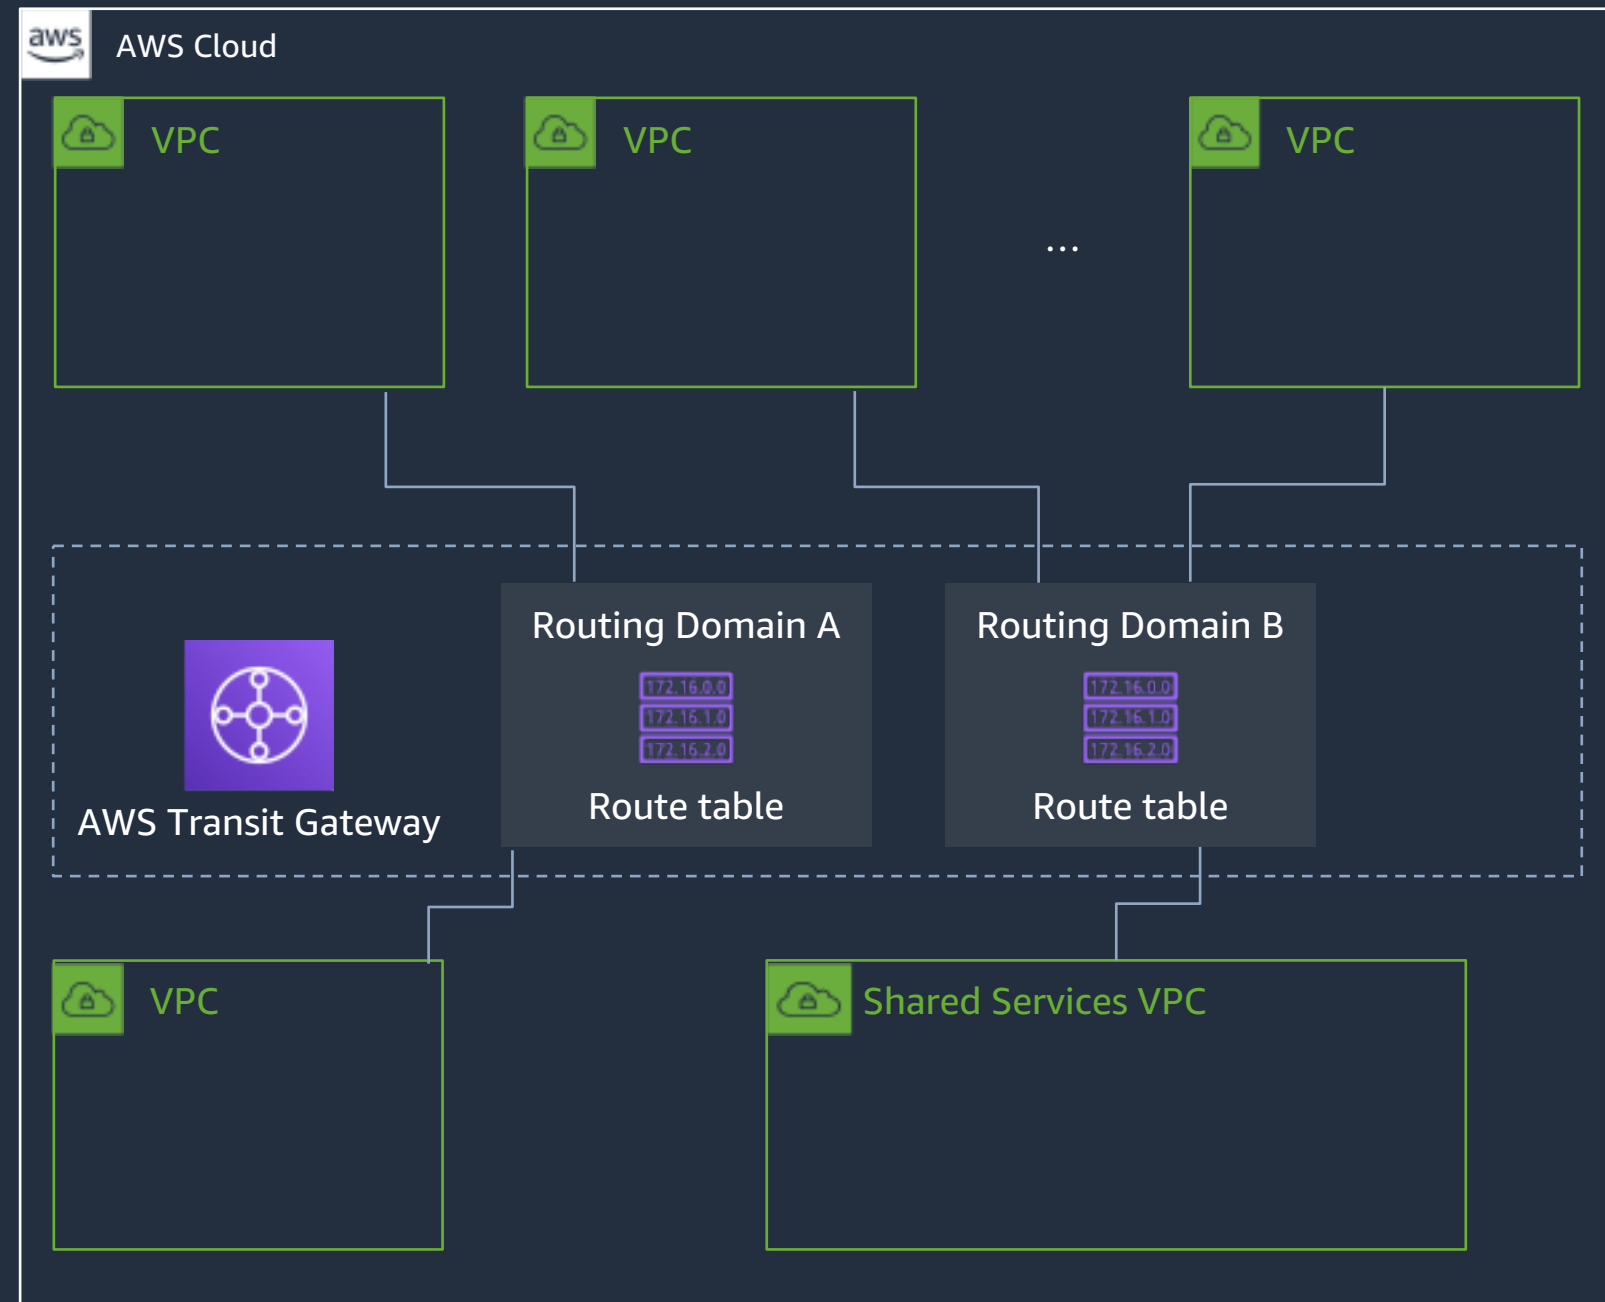 aws
AWS Cloud
VPC
VPC
VPC
...
Routing Domain A
172.16.0.0
172.16.1.0
172.16.2.0
Route table
Routing Domain B
172.16.0.0
172.16.1.0
172.16.2.0
Route table
AWS Transit Gateway
VPC
Shared Services VPC